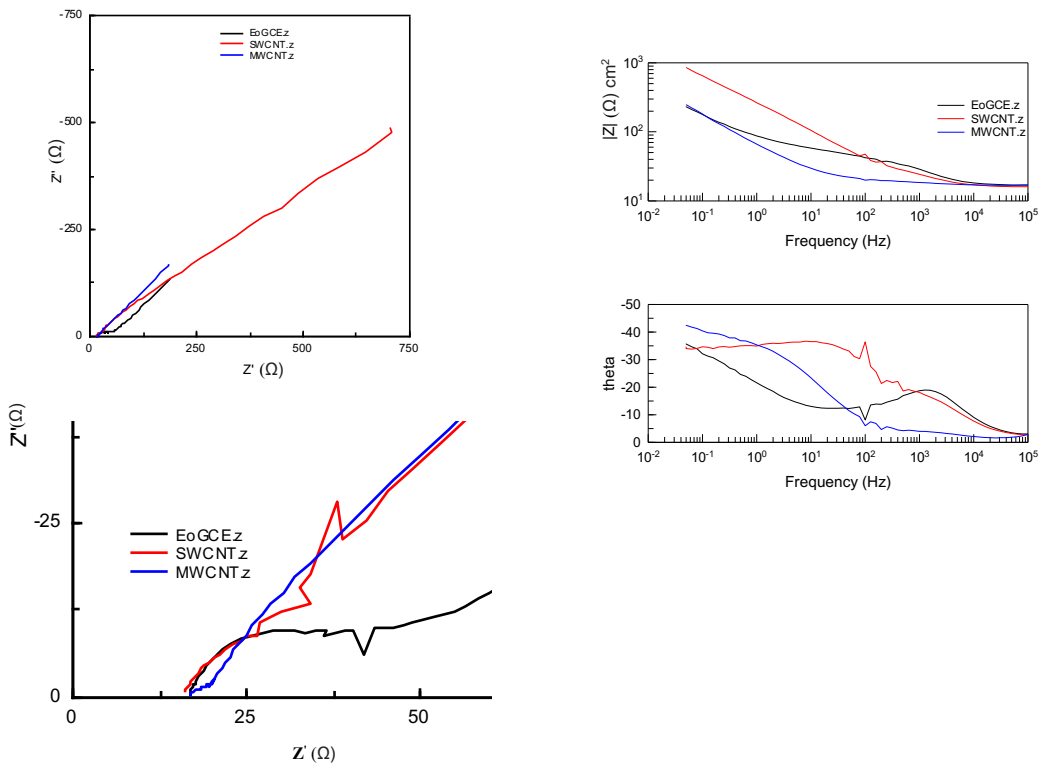 -750
-500
-250
0
Z'' (Ω)
EoGCE.z
SWCNT.z
MWCNT.z
0
250
500
750
Z' (Ω)
10³
10²
10¹
|Z| (Ω) cm²
EoGCE.z
SWCNT.z
MWCNT.z
10⁻²
10⁻¹
10⁰
10¹
10²
10³
10⁴
10⁵
Frequency (Hz)
-50
-40
-30
-20
-10
0
theta
10⁻²
10⁻¹
10⁰
10¹
10²
10³
10⁴
10⁵
Frequency (Hz)
Z''(Ω)
-25
0
EoGCE.z
SWCNT.z
MWCNT.z
0
25
50
Z' (Ω)